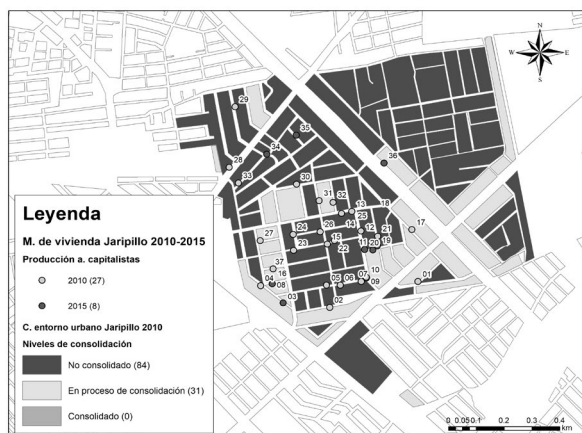 N
W E
S
29
35
34
28
33
36
30
31 32
13 18
25
17
14
12 21
27
24
26
15
11 20 19
23
22
37
16
10
04
08
05 06 07
09
01
03
02
Leyenda
M. de vivienda Jaripillo 2010-2015
Producción a. capitalistas
2010 (27)
2015 (8)
C. entorno urbano Jaripillo 2010
Niveles de consolidación
No consolidado (84)
En proceso de consolidación (31)
Consolidado (0)
0 0.05 0.1 0.2 0.3 0.4
km